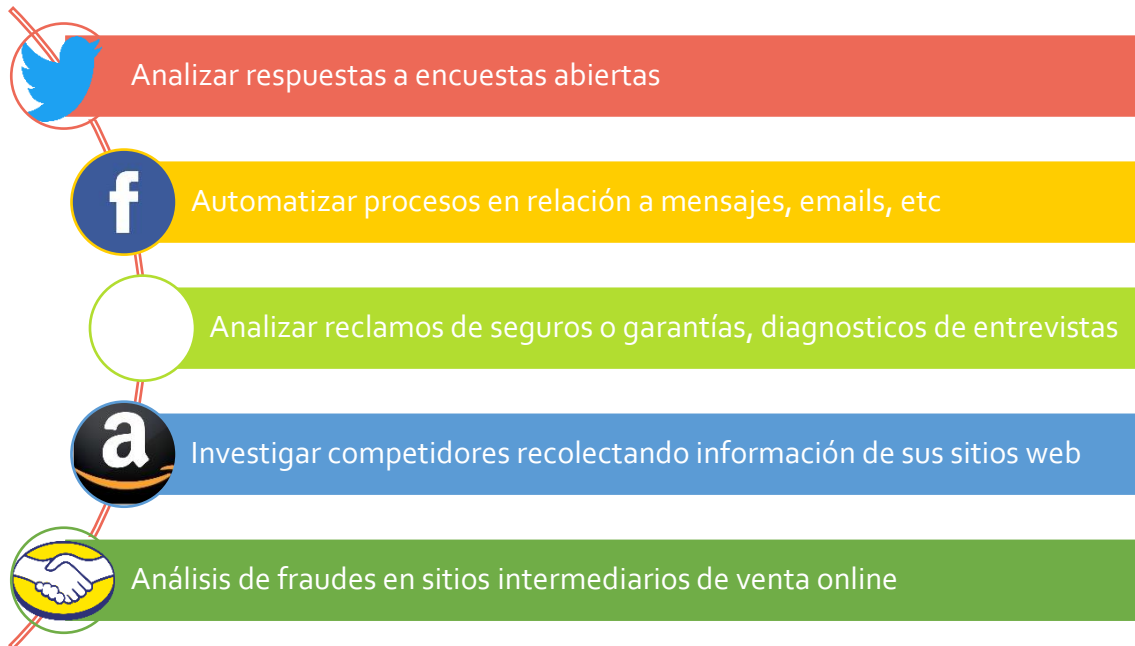 Analizar respuestas a encuestas abiertas
f
Automatizar procesos en relación a mensajes, emails, etc
Analizar reclamos de seguros o garantías, diagnosticos de entrevistas
a
Investigar competidores recolectando información de sus sitios web
Análisis de fraudes en sitios intermediarios de venta online